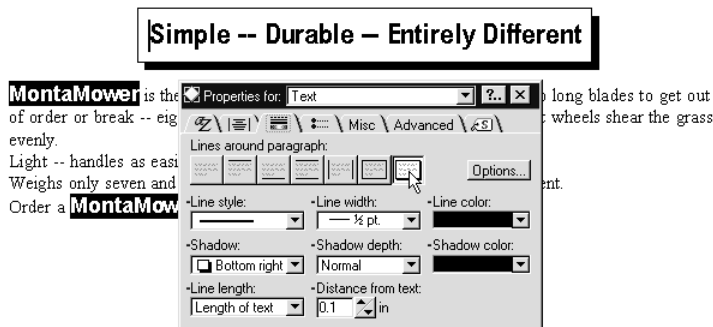 Simple -- Durable – Entirely Different
MontaMower is the
long blades to get out
of order or break -- eig
wheels shear the grass
evenly.
Light -- handles as easi
Weighs only seven and
ent.
Order a MontaMow
Properties for: Text ?.. X
Misc Advanced
Lines around paragraph:
Options...
-Line style: -Line width: -Line color:
½ pt.
-Shadow: -Shadow depth: -Shadow color:
Bottom right Normal
-Line length: -Distance from text:
Length of text 0.1 in